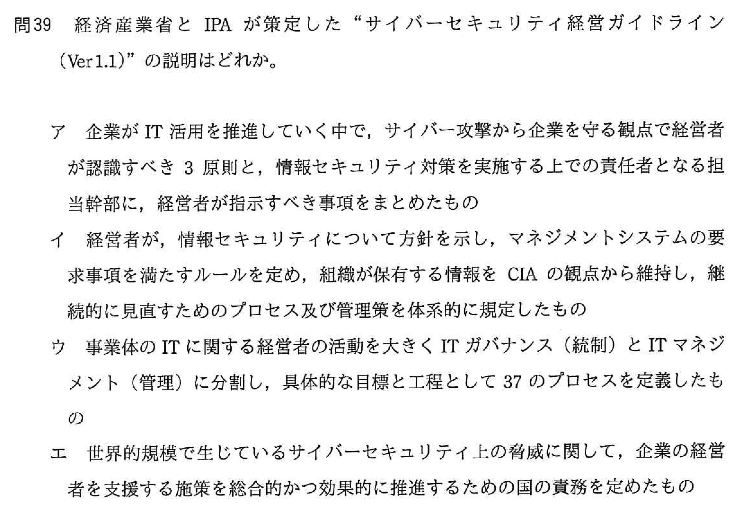 問39 経済産業省と IPA が策定した“サイバーセキュリティ経営ガイドライン
(Ver1.1)”の説明はどれか。
ア 企業が IT 活用を推進していく中で，サイバー攻撃から企業を守る観点で経営者
が認識すべき 3 原則と，情報セキュリティ対策を実施する上での責任者となる担
当幹部に，経営者が指示すべき事項をまとめたもの
イ 経営者が，情報セキュリティについて方針を示し，マネジメントシステムの要
求事項を満たすルールを定め，組織が保有する情報を CIA の観点から維持し，継
続的に見直すためのプロセス及び管理策を体系的に規定したもの
ウ 事業体の IT に関する経営者の活動を大きく IT ガバナンス（統制）と IT マネジ
メント（管理）に分割し，具体的な目標と工程として 37 のプロセスを定義したも
の
エ 世界的規模で生じているサイバーセキュリティ上の脅威に関して，企業の経営
者を支援する施策を総合的かつ効果的に推進するための国の責務を定めたもの